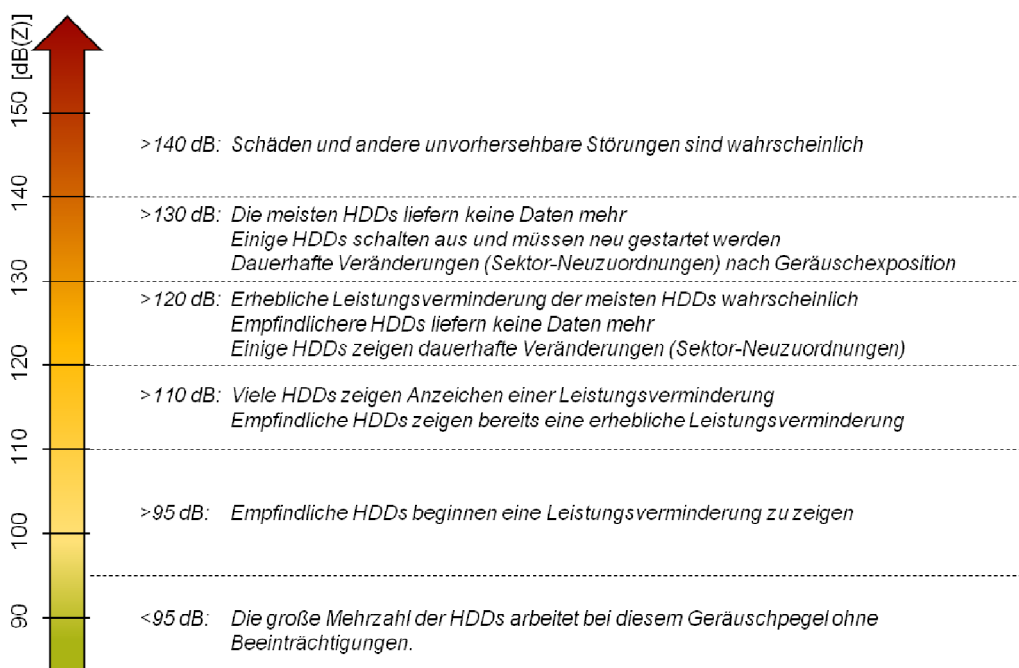 [dB(Z)]
150
>140 dB: Schäden und andere unvorhersehbare Störungen sind wahrscheinlich
140
>130 dB: Die meisten HDDs liefern keine Daten mehr
Einige HDDs schalten aus und müssen neu gestartet werden
Dauerhafte Veränderungen (Sektor-Neuzuordnungen) nach Geräuschexposition
130
>120 dB: Erhebliche Leistungsverminderung der meisten HDDs wahrscheinlich
Empfindlichere HDDs liefern keine Daten mehr
Einige HDDs zeigen dauerhafte Veränderungen (Sektor-Neuzuordnungen)
120
>110 dB: Viele HDDs zeigen Anzeichen einer Leistungsverminderung
Empfindliche HDDs zeigen bereits eine erhebliche Leistungsverminderung
110
>95 dB: Empfindliche HDDs beginnen eine Leistungsverminderung zu zeigen
100
<95 dB: Die große Mehrzahl der HDDs arbeitet bei diesem Geräuschpegel ohne
Beeinträchtigungen.
90